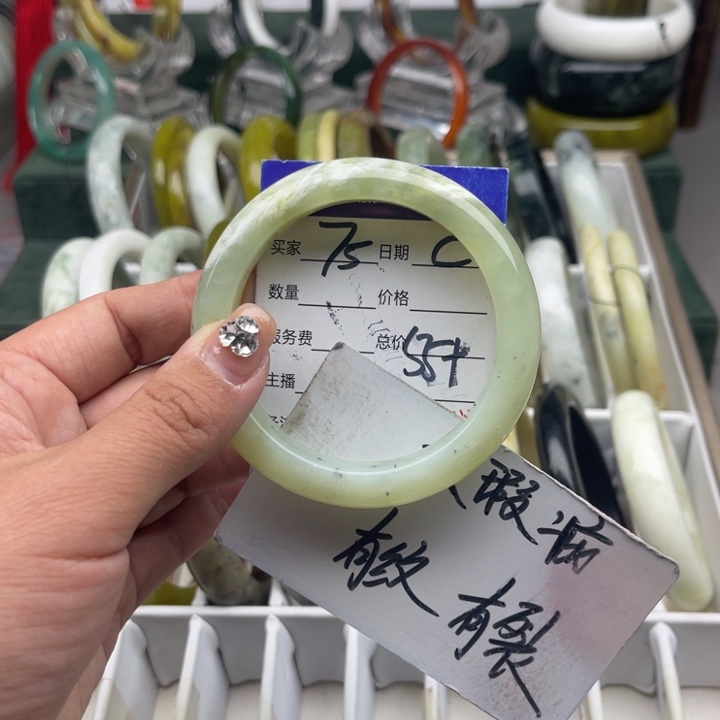 买家 75 日期 C
数量 价格
服务费 总价 55+
主播
瑕 病
有纹 有裂